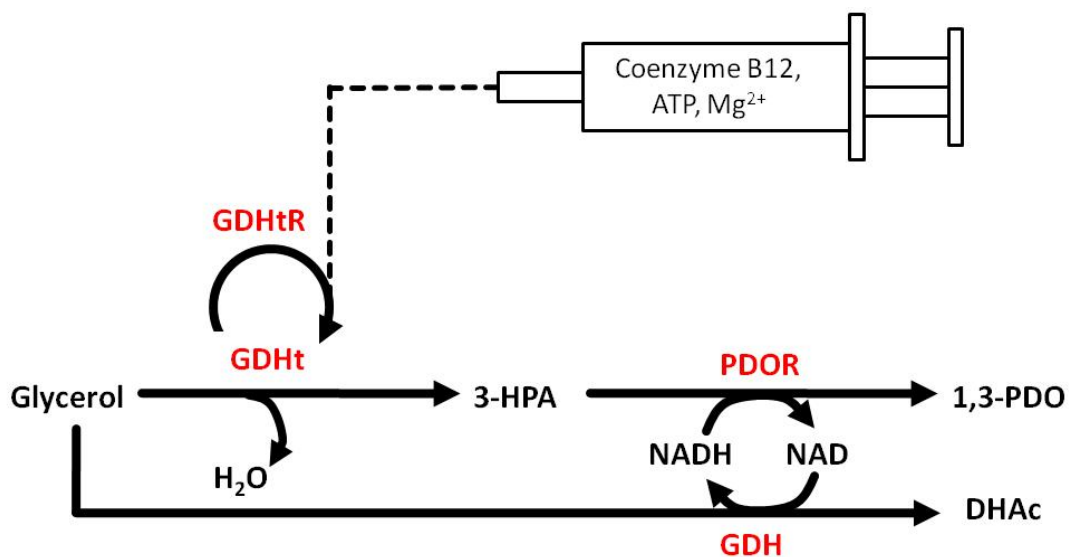 Coenzyme B12,
ATP, Mg²⁺
GDHtR
GDHt
PDOR
Glycerol
3-HPA
1,3-PDO
NADH
NAD
H₂O
DHAc
GDH